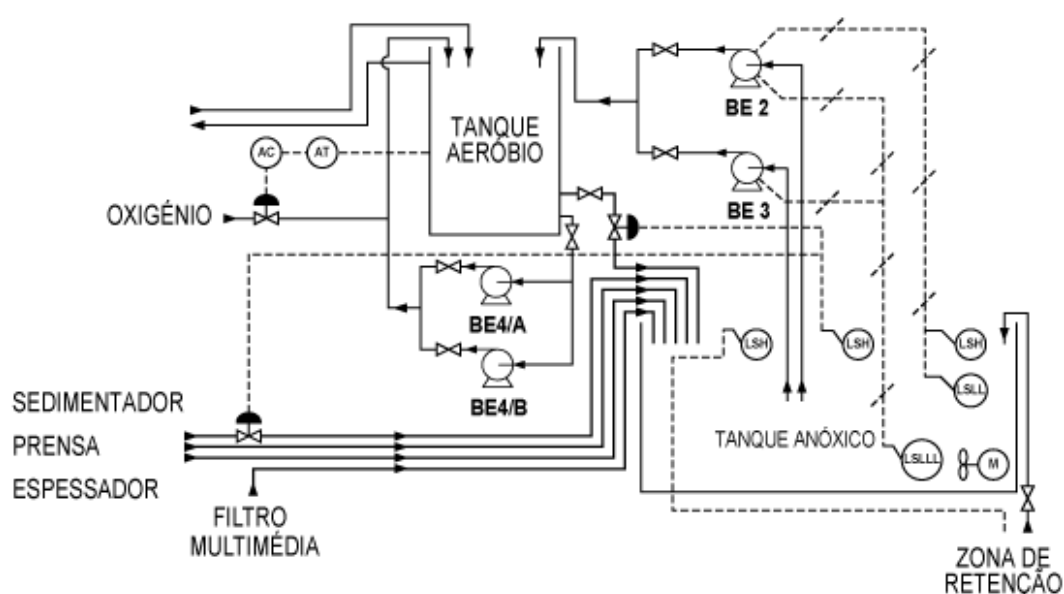 TANQUE
AERÓBIO
BE 2
AC
AT
BE 3
OXIGÉNIO
BE4/A
LSH
LSH
LSH
LSLL
BE4/B
SEDIMENTADOR
TANQUE ANÓXICO
PRENSA
LSLLL
M
ESPESSADOR
FILTRO
MULTIMÉDIA
ZONA DE
RETENÇÃO